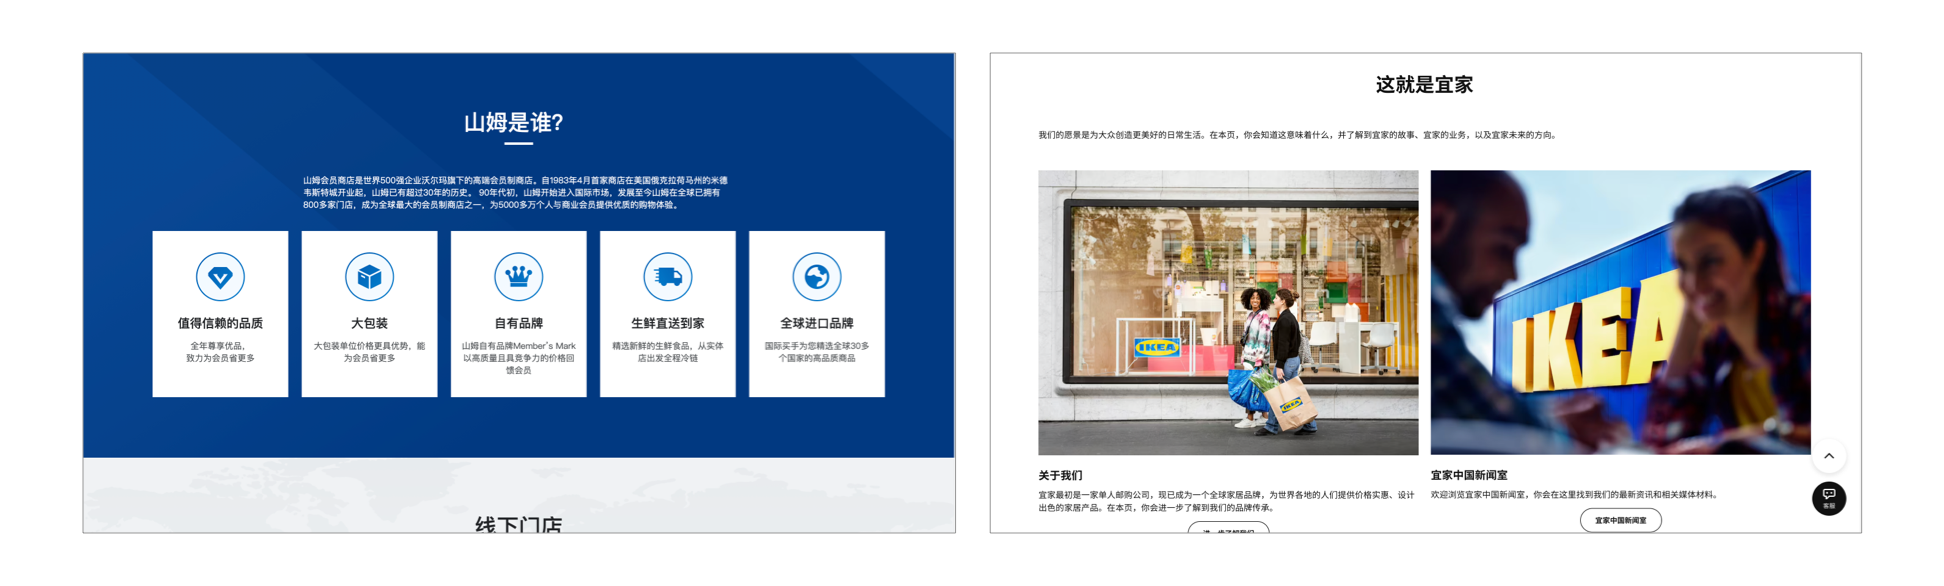 山姆是谁?
山姆会员商店是世界500强企业沃尔玛旗下的高端会员制商店。自1983年4月首家商店在美国俄克拉荷马州的米德
韦斯特城开业起，山姆已有超过30年的历史。 90年代初，山姆开始进入国际市场，发展至今山姆在全球已拥有
800多家门店，成为全球最大的会员制商店之一，为5000多万个人与商业会员提供优质的购物体验。
值得信赖的品质
全年尊享优品，
致力为会员省更多
大包装
大包装单位价格更具优势，能
为会员省更多
自有品牌
山姆自有品牌Member's Mark
以高质量且具竞争力的价格回
馈会员
生鲜直送到家
精选新鲜的生鲜食品，从实体
店出发全程冷链
全球进口品牌
国际买手为您精选全球30多
个国家的高品质商品
线下门店
这就是宜家
我们的愿景是为大众创造更美好的日常生活。在本页，你会知道这意味着什么，并了解到宜家的故事、宜家的业务，以及宜家未来的方向。
IKEA
IKEA
IKEA
关于我们
宜家最初是一家单人邮购公司，现已成为一个全球家居品牌，为世界各地的人们提供价格实惠、设计
出色的家居产品。在本页，你会进一步了解到我们的品牌传承。
进一步了解我们
宜家中国新闻室
欢迎浏览宜家中国新闻室，你会在这里找到我们的最新资讯和相关媒体材料。
宜家中国新闻室
客服